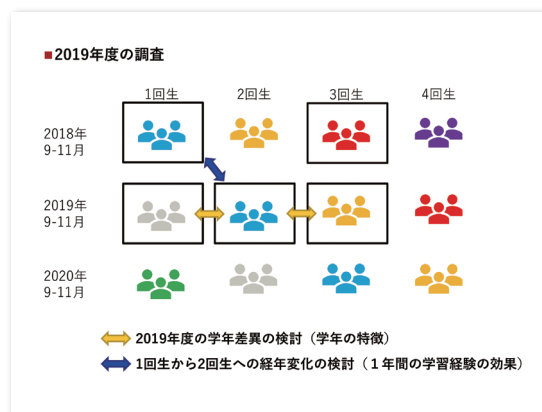 ■2019年度の調査
1回生 2回生 3回生 4回生
2018年
9-11月
2019年
9-11月
2020年
9-11月
2019年度の学年差異の検討（学年の特徴）
1回生から2回生への経年変化の検討（１年間の学習経験の効果）